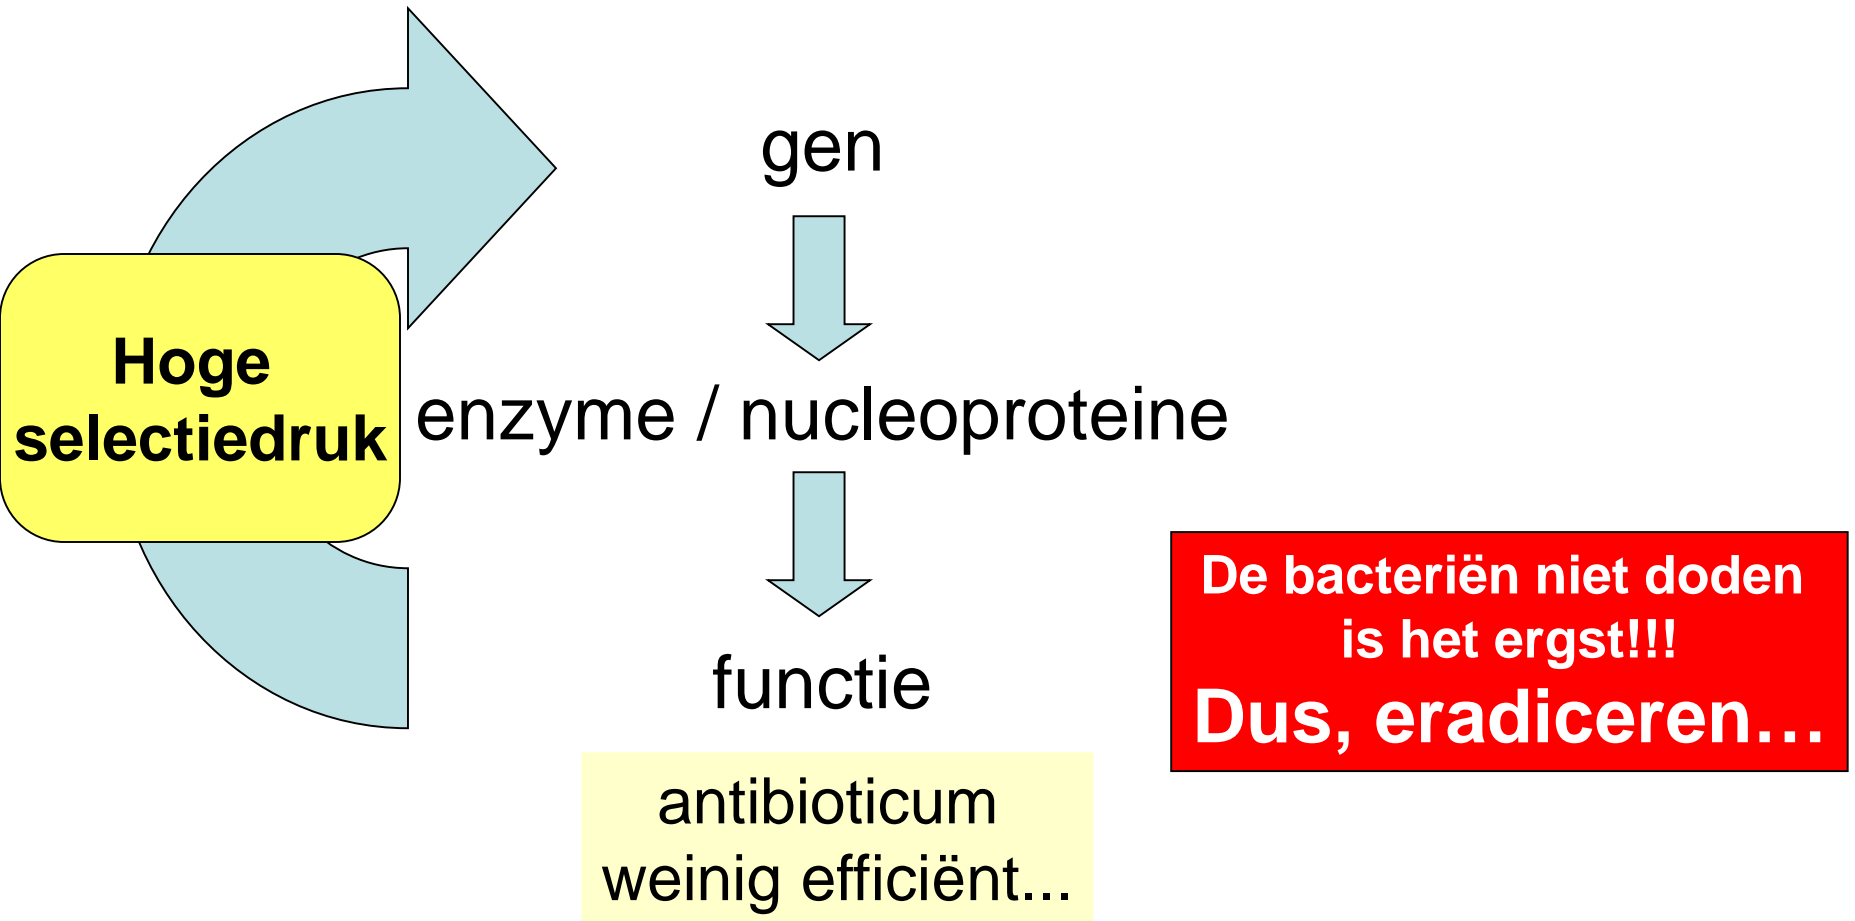 gen
Hoge
selectiedruk
enzyme / nucleoproteine
functie
De bacteriën niet doden
is het ergst!!!
Dus, eradiceren…
antibioticum
weinig efficiënt...